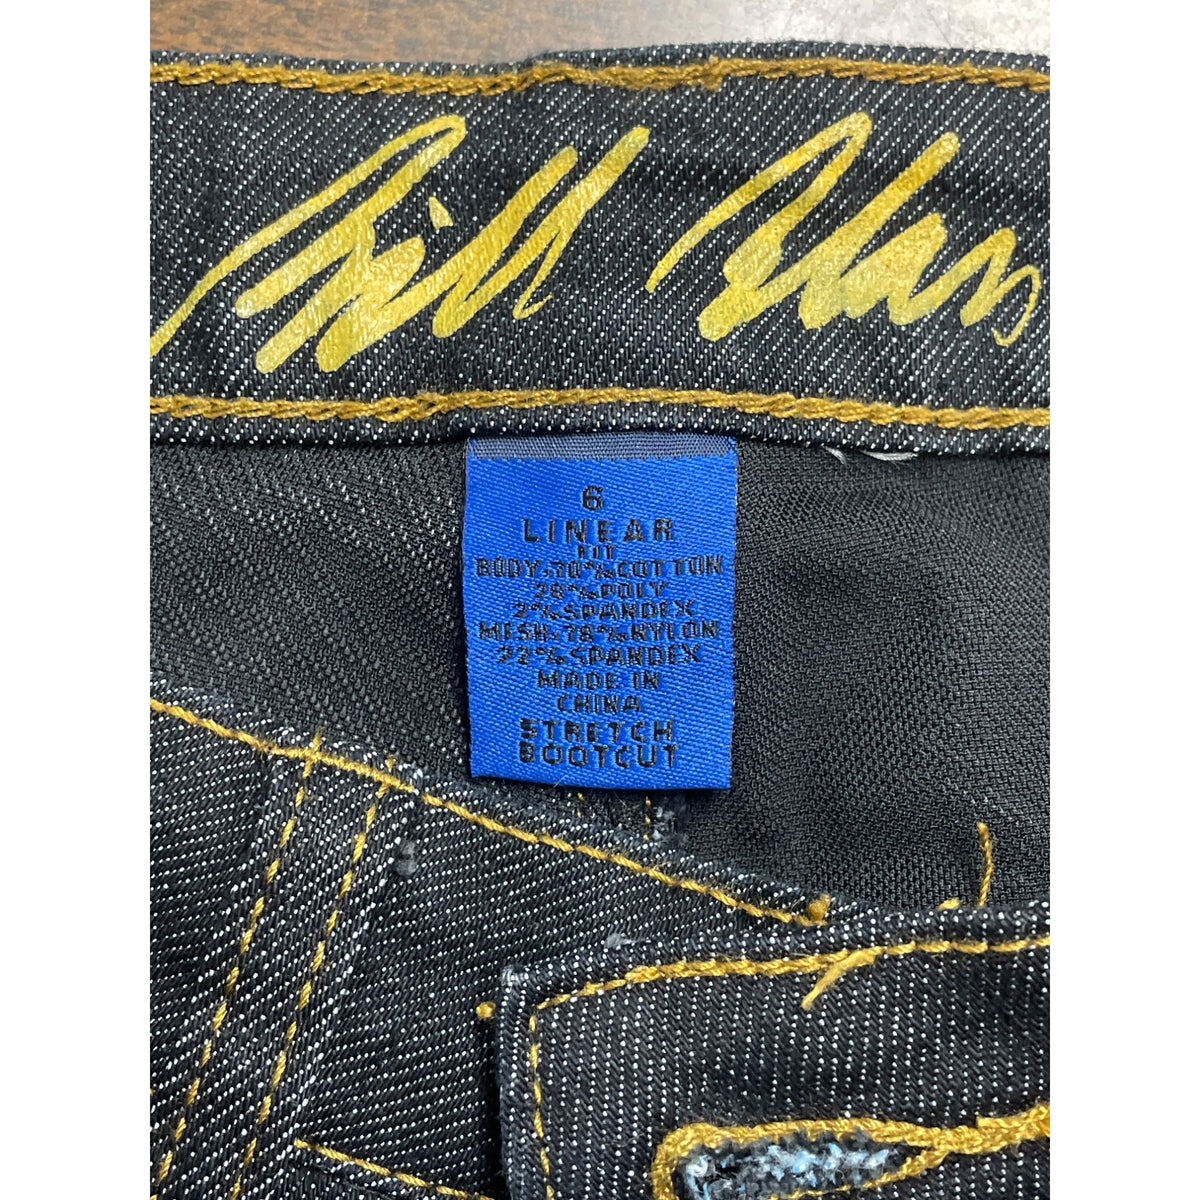 Bill Blass
6
LINEAR
FIT
BODY-70%COTTON
28%POLY
2%SPANDEX
MESH-78%NYLON
22%SPANDEX
MADE IN
CHINA
STRETCH
BOOTCUT